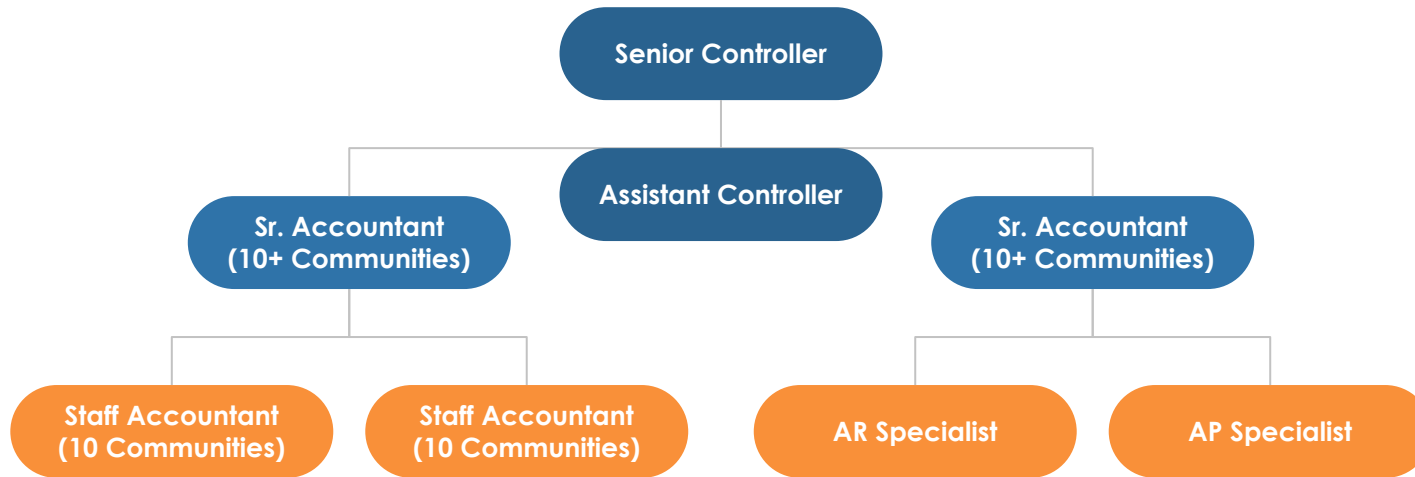 Senior Controller
Assistant Controller
Sr. Accountant
(10+ Communities)
Sr. Accountant
(10+ Communities)
Staff Accountant
(10 Communities)
Staff Accountant
(10 Communities)
AR Specialist
AP Specialist